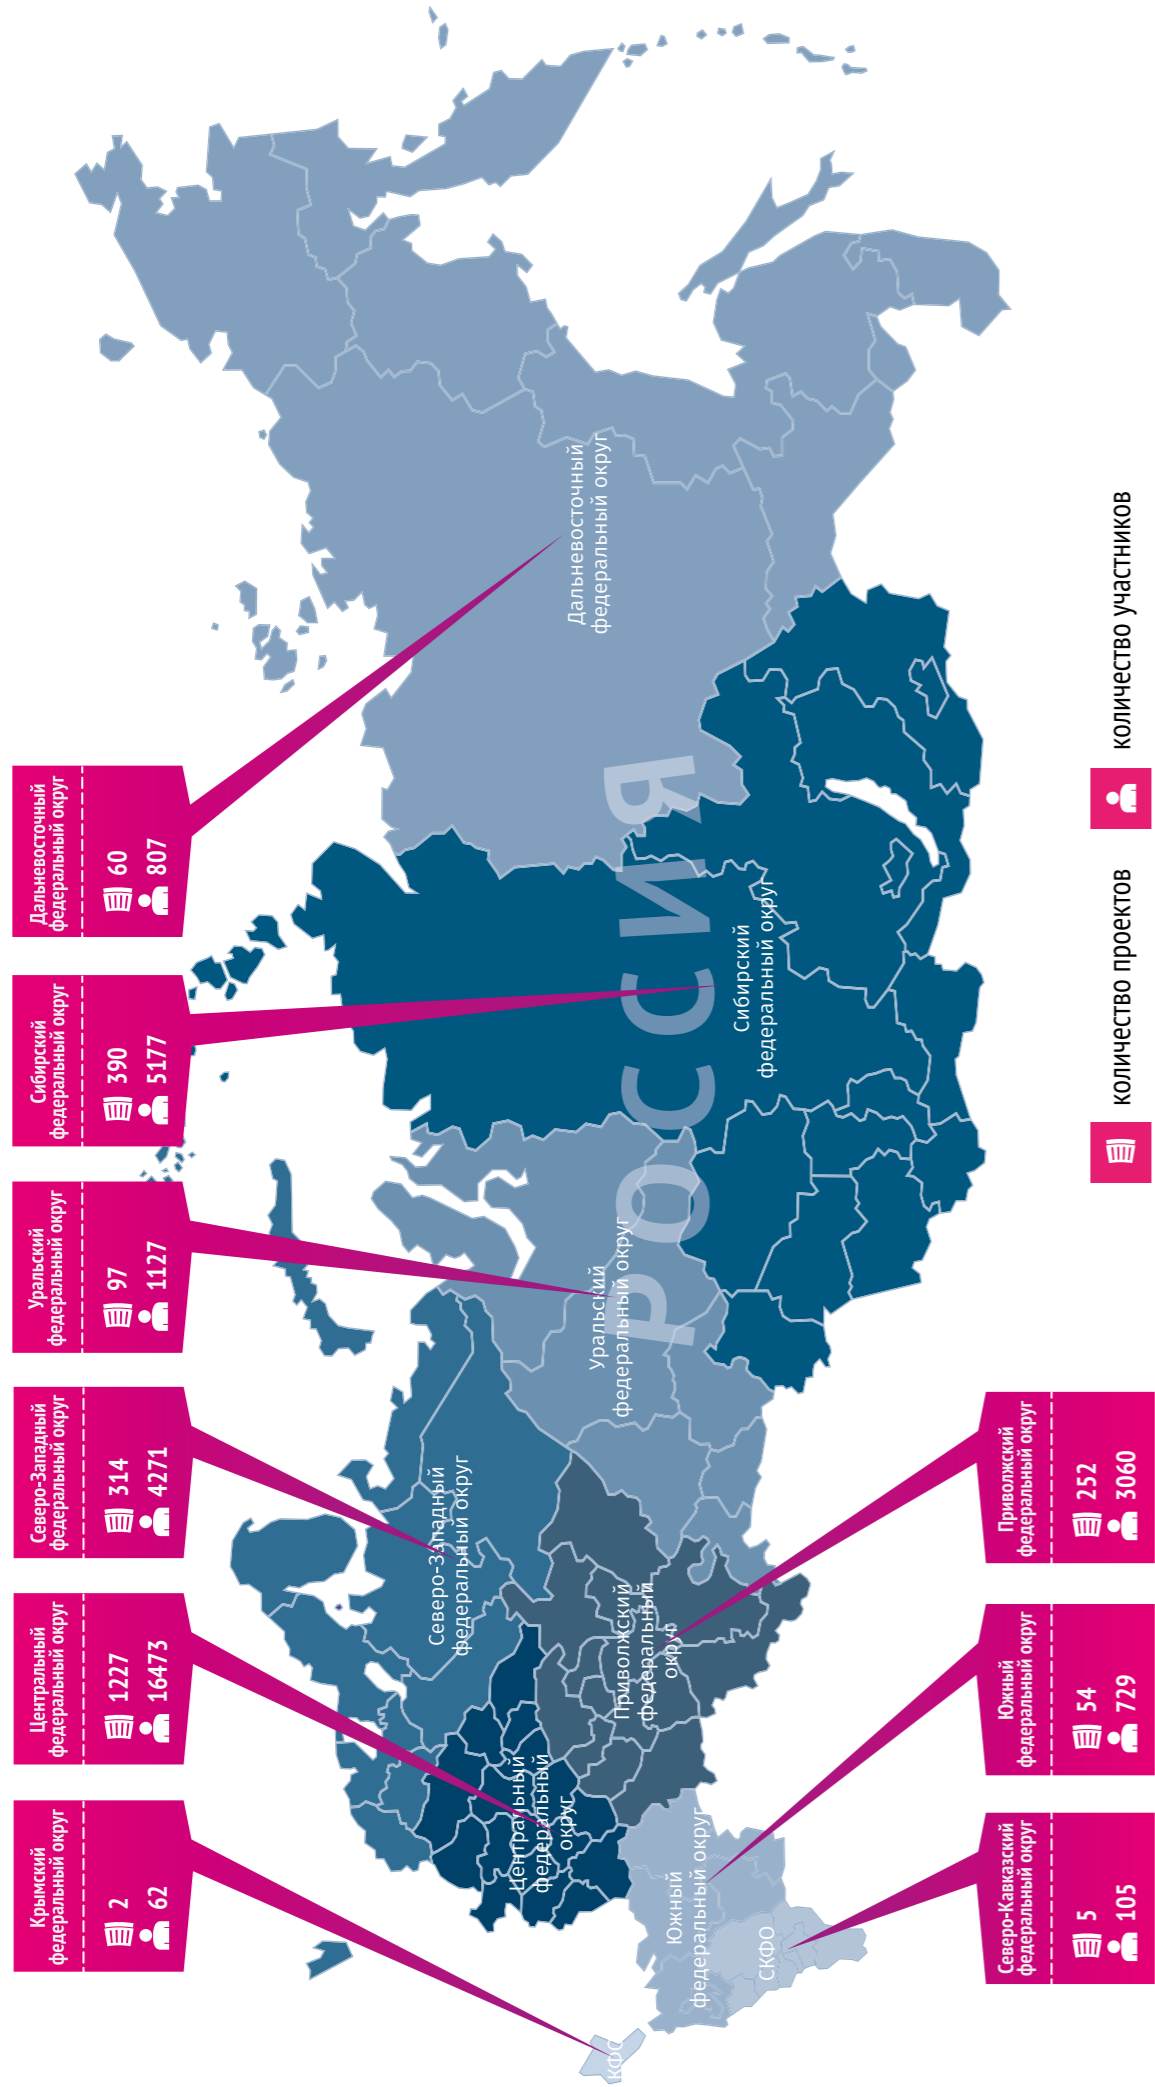 Крымский
федеральный округ
2
62
Центральный
федеральный округ
1227
16473
Северо-Западный
федеральный округ
314
4271
Уральский
федеральный округ
97
1127
Сибирский
федеральный округ
390
5177
Дальневосточный
федеральный округ
60
807
КФО
Южный
федеральный округ
СКФО
Центральный
федеральный
округ
Северо-Западный
федеральный округ
Приволжский
федеральный
округ
Уральский
федеральный округ
РОССИЯ
Сибирский
федеральный округ
Дальневосточный
федеральный округ
Северо-Кавказский
федеральный округ
5
105
Южный
федеральный округ
54
729
Приволжский
федеральный округ
252
3060
количество проектов
количество участников